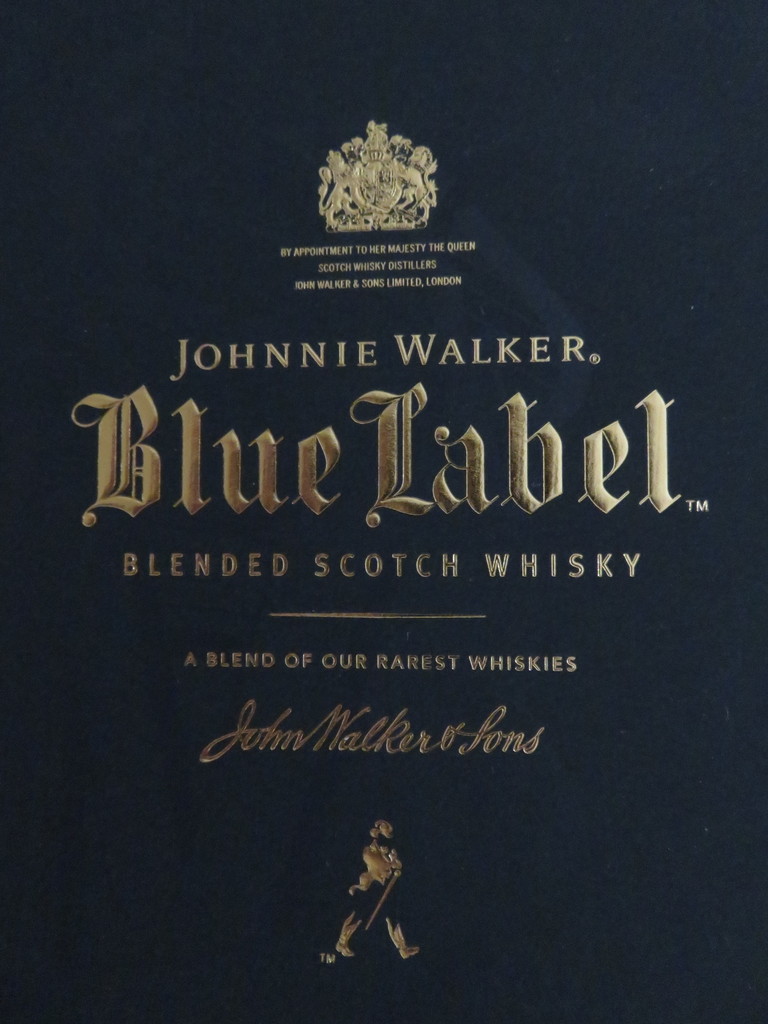 BY APPOINTMENT TO HER MAJESTY THE QUEEN
SCOTCH WHISKY DISTILLERS
JOHN WALKER & SONS LIMITED, LONDON
JOHNNIE WALKER®
Blue Label™
BLENDED SCOTCH WHISKY
A BLEND OF OUR RAREST WHISKIES
John Walker & Sons
™